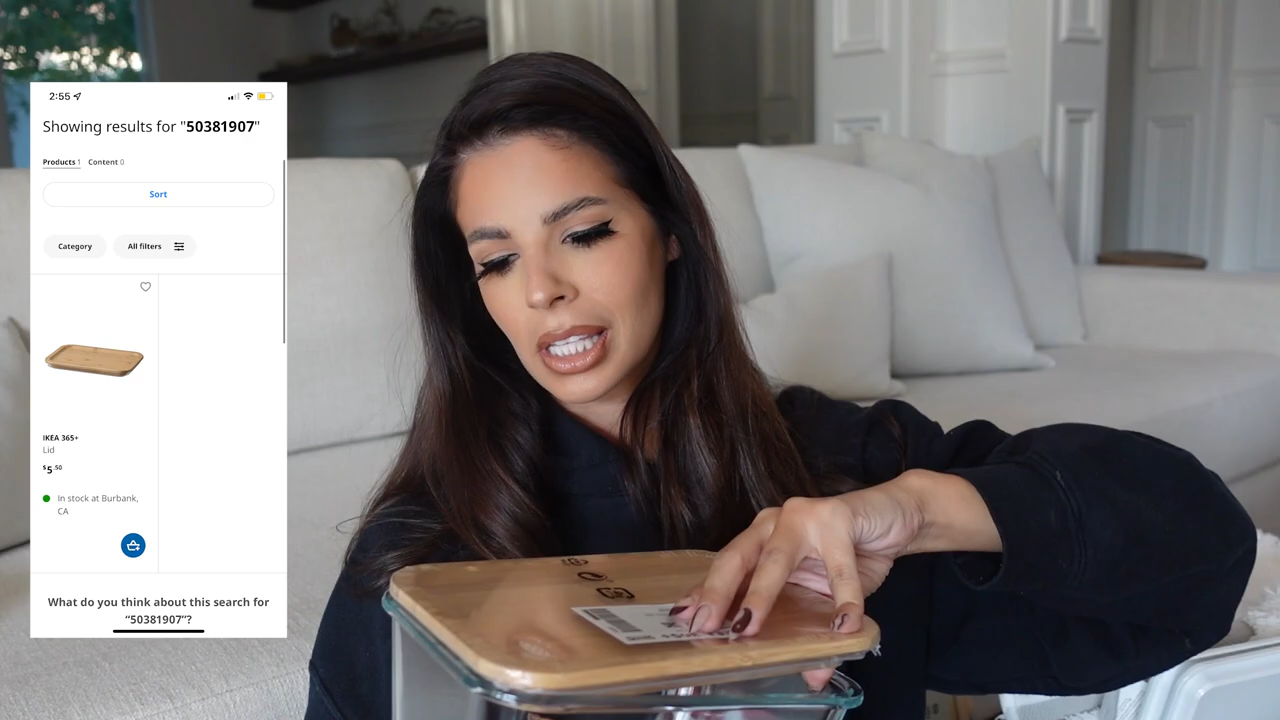 2:55
Showing results for "50381907"
Products 1 Content 0
Sort
Category All filters
IKEA 365+
Lid
$5.50
In stock at Burbank,
CA
What do you think about this search for
"50381907"?